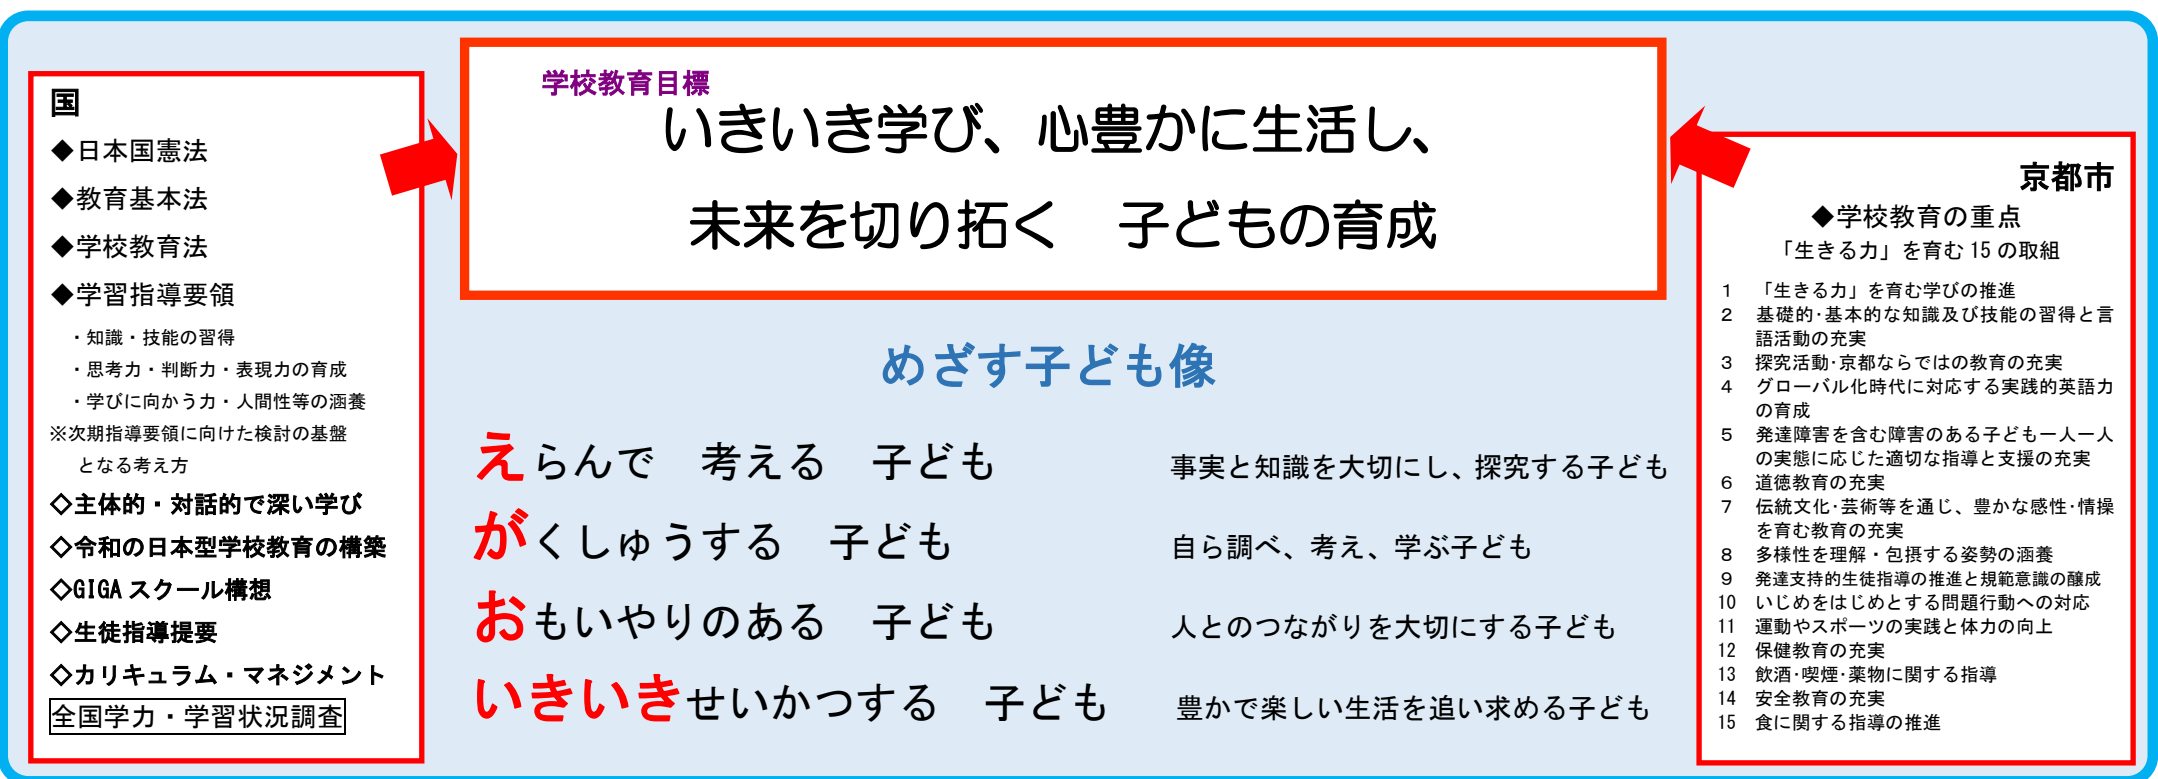 国
◆日本国憲法
◆教育基本法
◆学校教育法
◆学習指導要領
・知識・技能の習得
・思考力・判断力・表現力の育成
・学びに向かう力・人間性等の涵養
※次期指導要領に向けた検討の基盤
となる考え方
◇主体的・対話的で深い学び
◇令和の日本型学校教育の構築
◇GIGA スクール構想
◇生徒指導提要
◇カリキュラム・マネジメント
全国学力・学習状況調査
学校教育目標
いきいき学び、心豊かに生活し、
未来を切り拓く　子どもの育成
めざす子ども像
えらんで　考える　子ども　事実と知識を大切にし、探究する子ども
がくしゅうする　子ども　自ら調べ、考え、学ぶ子ども
おもいやりのある　子ども　人とのつながりを大切にする子ども
いきいきせいかつする　子ども　豊かで楽しい生活を追い求める子ども
京都市
◆学校教育の重点
「生きる力」を育む 15 の取組
1　「生きる力」を育む学びの推進
2　基礎的・基本的な知識及び技能の習得と言
語活動の充実
3　探究活動・京都ならではの教育の充実
4　グローバル化時代に対応する実践的英語力
の育成
5　発達障害を含む障害のある子ども一人一人
の実態に応じた適切な指導と支援の充実
6　道徳教育の充実
7　伝統文化・芸術等を通じ、豊かな感性・情操
を育む教育の充実
8　多様性を理解・包摂する姿勢の涵養
9　発達支持的生徒指導の推進と規範意識の醸成
10　いじめをはじめとする問題行動への対応
11　運動やスポーツの実践と体力の向上
12　保健教育の充実
13　飲酒・喫煙・薬物に関する指導
14　安全教育の充実
15　食に関する指導の推進